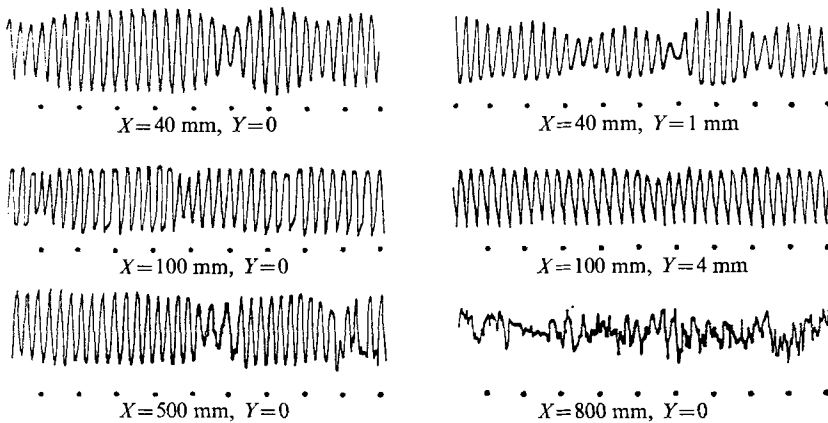 X=40 mm, Y=0
X=40 mm, Y=1 mm
X=100 mm, Y=0
X=100 mm, Y=4 mm
X=500 mm, Y=0
X=800 mm, Y=0